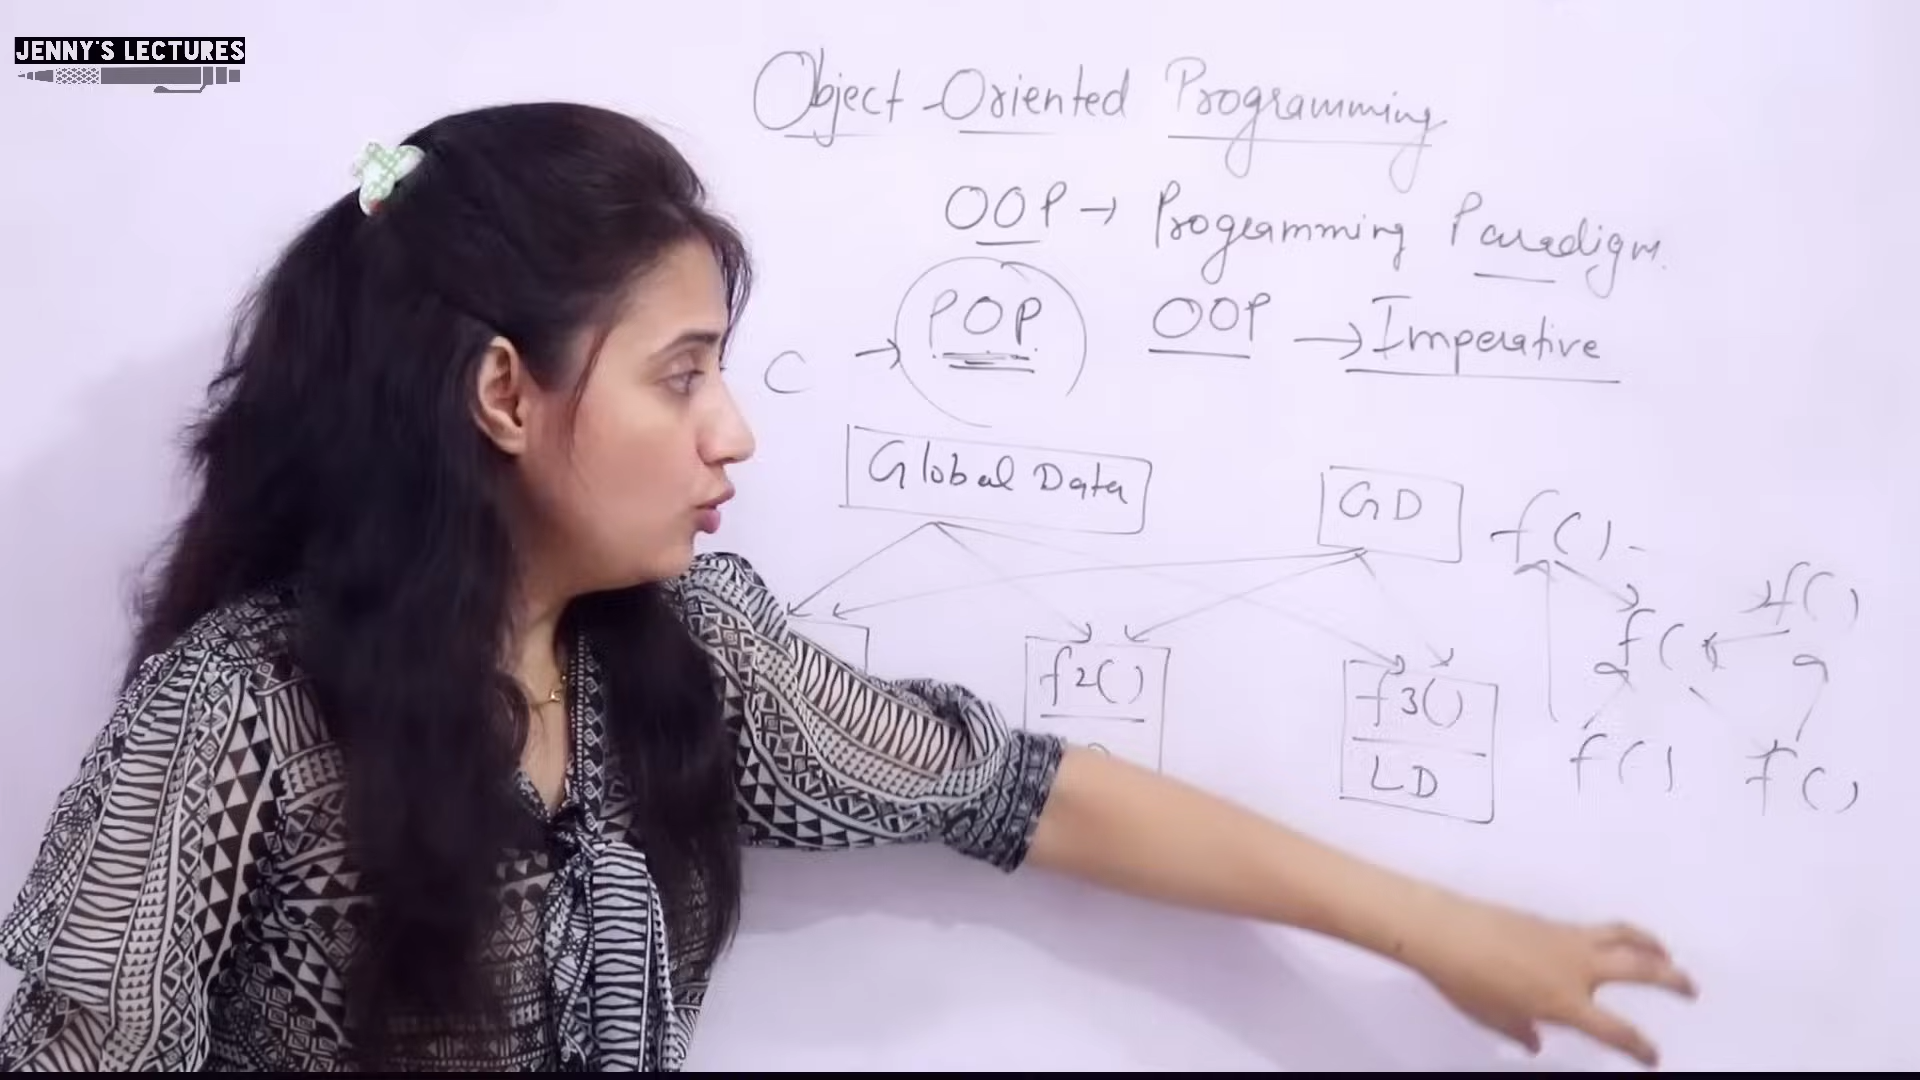 JENNY'S LECTURES
Object-Oriented Programming
OOP → Programming Paradigm.
C → POP OOP → Imperative
Global Data GD f()
f( f()
f2() f3()
LD f() f()